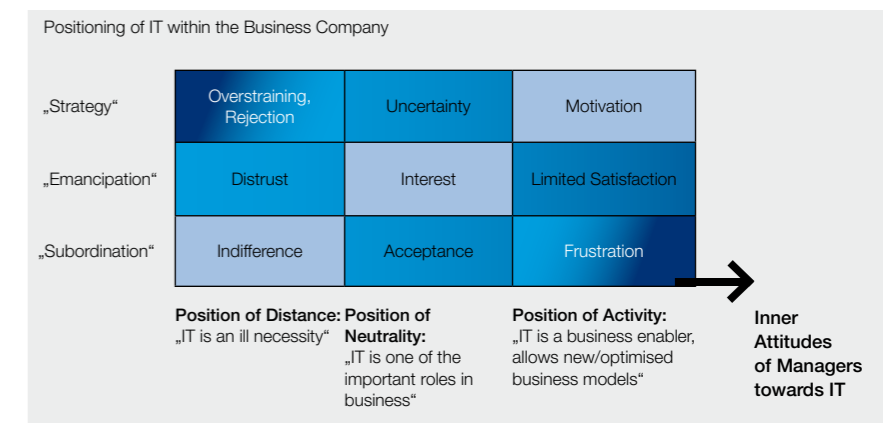 Positioning of IT within the Business Company
„Strategy“
Overstraining,
Rejection
Uncertainty
Motivation
„Emancipation“
Distrust
Interest
Limited Satisfaction
„Subordination“
Indifference
Acceptance
Frustration
Position of Distance:
„IT is an ill necessity“
Position of
Neutrality:
„IT is one of the
important roles in
business“
Position of Activity:
„IT is a business enabler,
allows new/optimised
business models“
Inner
Attitudes
of Managers
towards IT